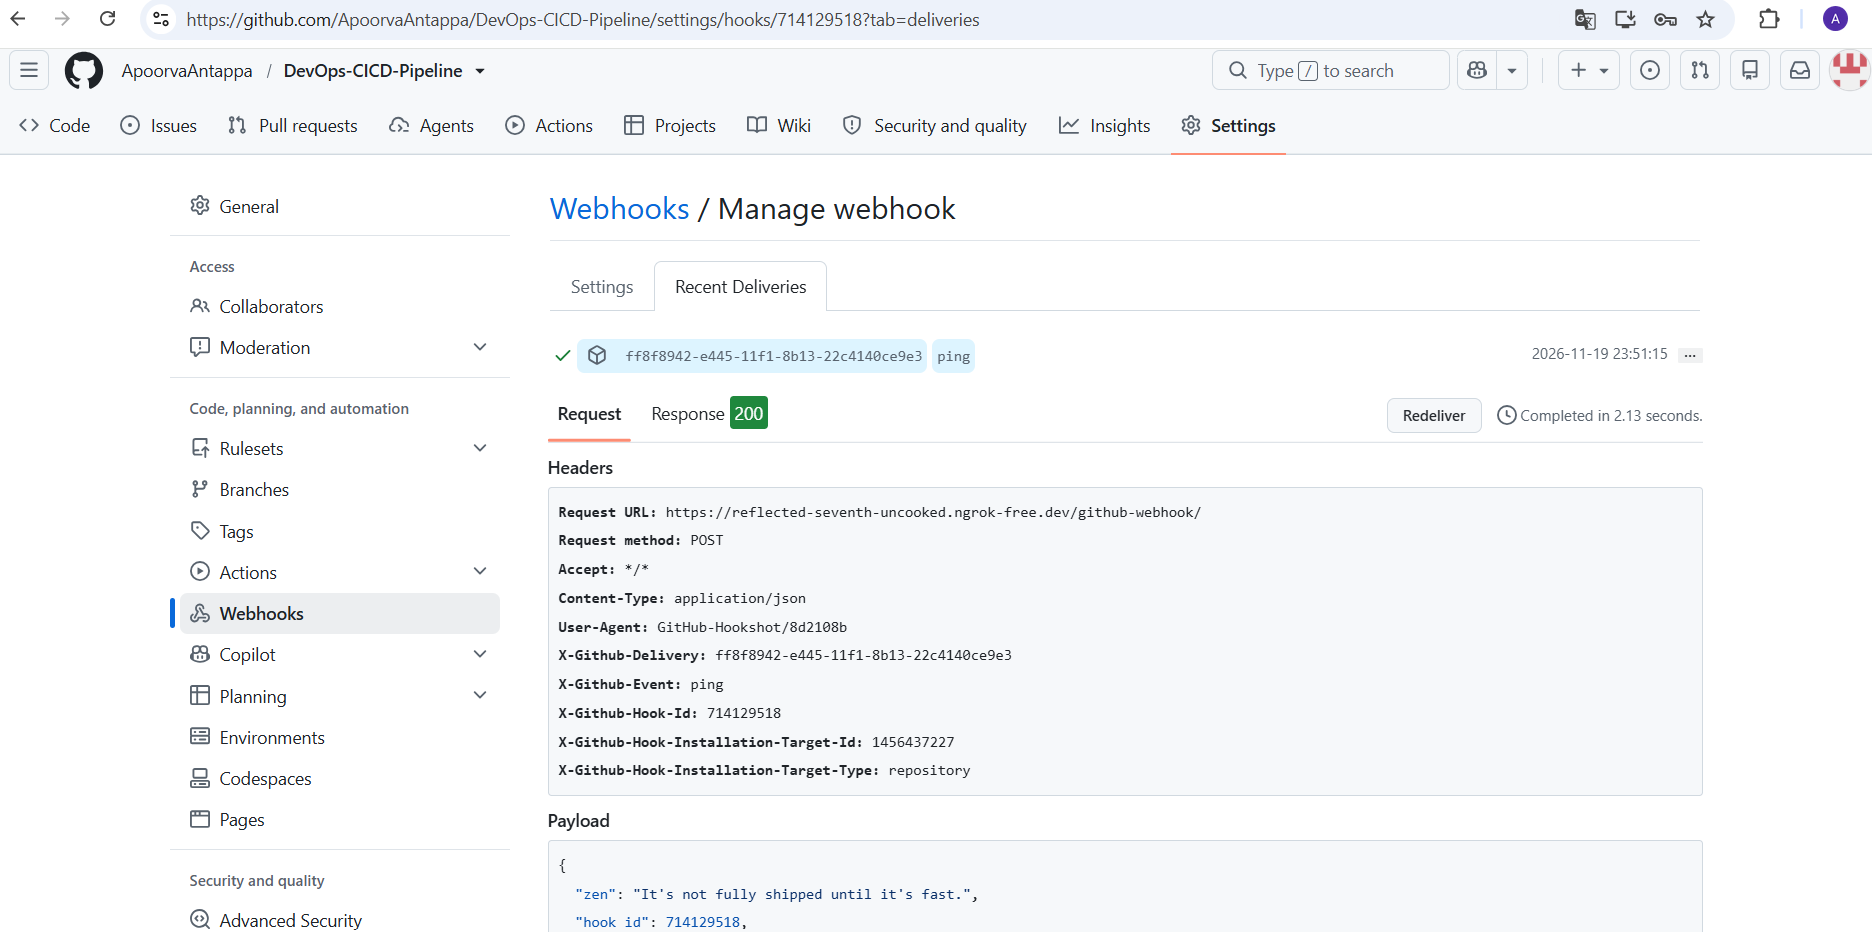 https://github.com/ApoorvaAntappa/DevOps-CICD-Pipeline/settings/hooks/714129518?tab=deliveries
A
ApoorvaAntappa / DevOps-CICD-Pipeline
Type / to search
Code Issues Pull requests Agents Actions Projects Wiki Security and quality Insights Settings
General
Access
Collaborators
Moderation
Code, planning, and automation
Rulesets
Branches
Tags
Actions
Webhooks
Copilot
Planning
Environments
Codespaces
Pages
Security and quality
Advanced Security
Webhooks / Manage webhook
Settings Recent Deliveries
ff8f8942-e445-11f1-8b13-22c4140ce9e3 ping 2026-11-19 23:51:15 ...
Request Response 200 Redeliver Completed in 2.13 seconds.
Headers
Request URL: https://reflected-seventh-uncooked.ngrok-free.dev/github-webhook/
Request method: POST
Accept: */*
Content-Type: application/json
User-Agent: GitHub-Hookshot/8d2108b
X-Github-Delivery: ff8f8942-e445-11f1-8b13-22c4140ce9e3
X-Github-Event: ping
X-Github-Hook-Id: 714129518
X-Github-Hook-Installation-Target-Id: 1456437227
X-Github-Hook-Installation-Target-Type: repository
Payload
{
"zen": "It's not fully shipped until it's fast.",
"hook_id": 714129518,